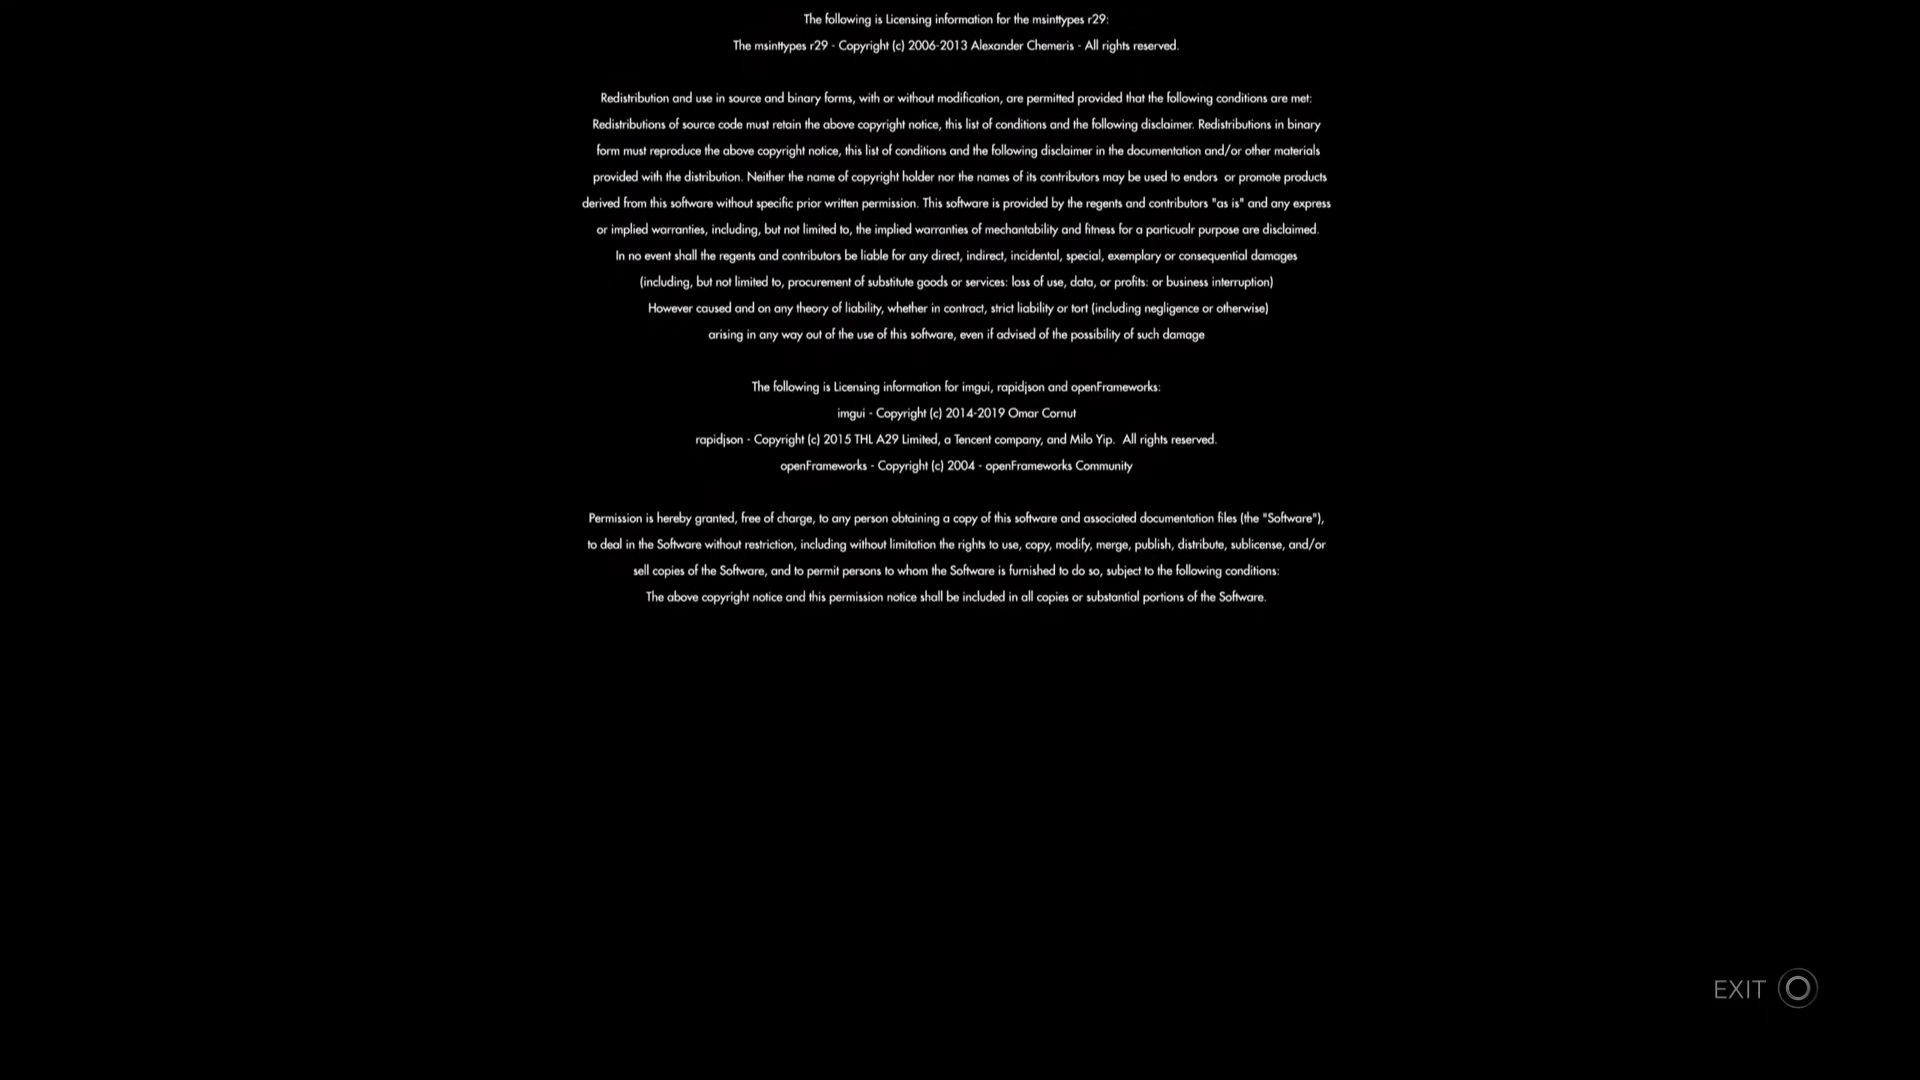 The following is Licensing information for the msinttypes r29:
The msinttypes r29 - Copyright (c) 2006-2013 Alexander Chemeris - All rights reserved.
Redistribution and use in source and binary forms, with or without modification, are permitted provided that the following conditions are met:
Redistributions of source code must retain the above copyright notice, this list of conditions and the following disclaimer. Redistributions in binary
form must reproduce the above copyright notice, this list of conditions and the following disclaimer in the documentation and/or other materials
provided with the distribution. Neither the name of copyright holder nor the names of its contributors may be used to endors  or promote products
derived from this software without specific prior written permission. This software is provided by the regents and contributors "as is" and any express
or implied warranties, including, but not limited to, the implied warranties of mechantability and fitness for a particualr purpose are disclaimed.
In no event shall the regents and contributors be liable for any direct, indirect, incidental, special, exemplary or consequential damages
(including, but not limited to, procurement of substitute goods or services: loss of use, data, or profits: or business interruption)
However caused and on any theory of liability, whether in contract, strict liability or tort (including negligence or otherwise)
arising in any way out of the use of this software, even if advised of the possibility of such damage
The following is Licensing information for imgui, rapidjson and openFrameworks:
imgui - Copyright (c) 2014-2019 Omar Cornut
rapidjson - Copyright (c) 2015 THL A29 Limited, a Tencent company, and Milo Yip.  All rights reserved.
openFrameworks - Copyright (c) 2004 - openFrameworks Community
Permission is hereby granted, free of charge, to any person obtaining a copy of this software and associated documentation files (the "Software"),
to deal in the Software without restriction, including without limitation the rights to use, copy, modify, merge, publish, distribute, sublicense, and/or
sell copies of the Software, and to permit persons to whom the Software is furnished to do so, subject to the following conditions:
The above copyright notice and this permission notice shall be included in all copies or substantial portions of the Software.
EXIT